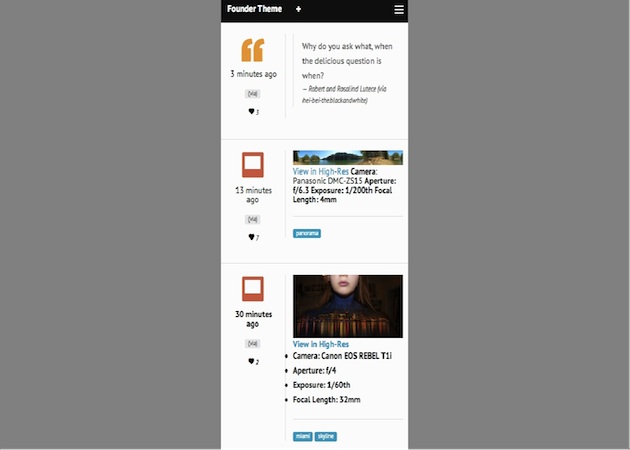 Founder Theme +
3 minutes ago
(via)
3
Why do you ask what, when
the delicious question is
when?
— Robert and Rosalind Lutece (via
hei-bei-theblackandwhite)
13 minutes
ago
(via)
7
View in High-Res Camera:
Panasonic DMC-ZS15 Aperture:
f/6.3 Exposure: 1/200th Focal
Length: 4mm
panorama
30 minutes
ago
(via)
2
View in High-Res
Camera: Canon EOS REBEL T1i
Aperture: f/4
Exposure: 1/60th
Focal Length: 32mm
miami skyline